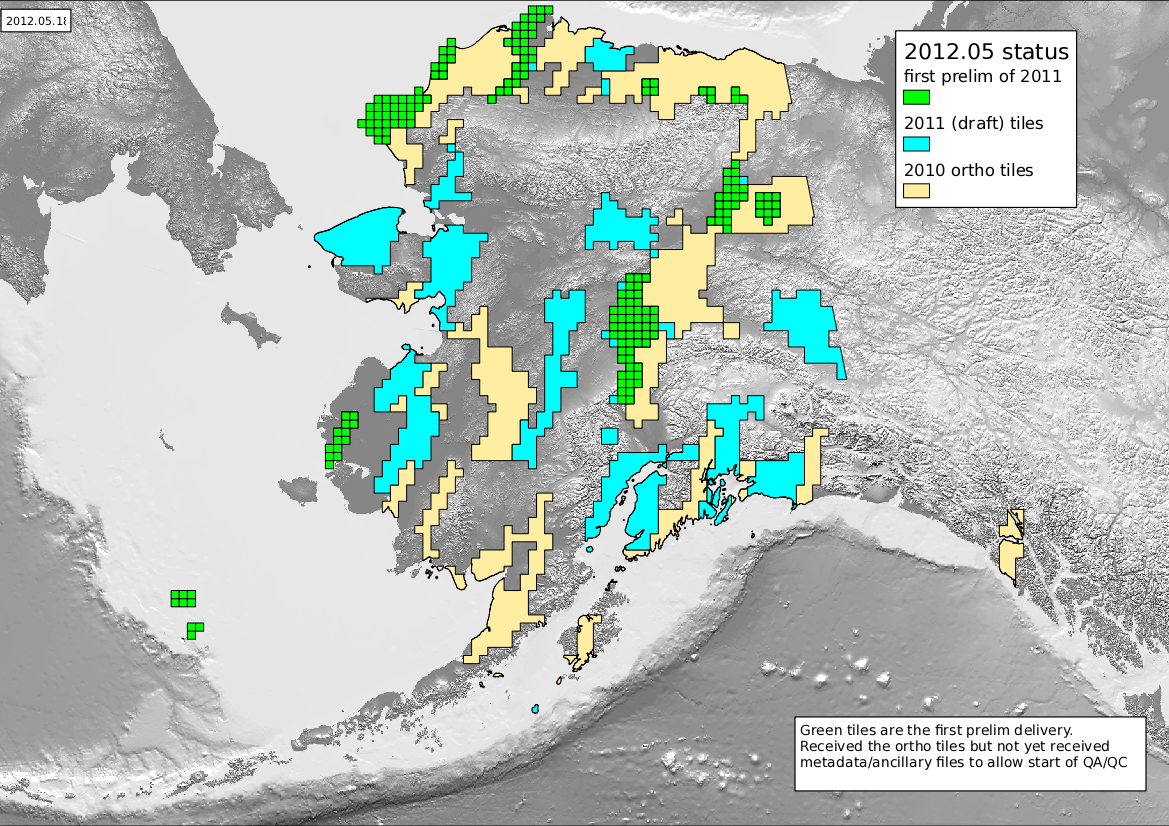 2012.05.18
2012.05 status
first prelim of 2011
2011 (draft) tiles
2010 ortho tiles
Green tiles are the first prelim delivery.
Received the ortho tiles but not yet received
metadata/ancillary files to allow start of QA/QC